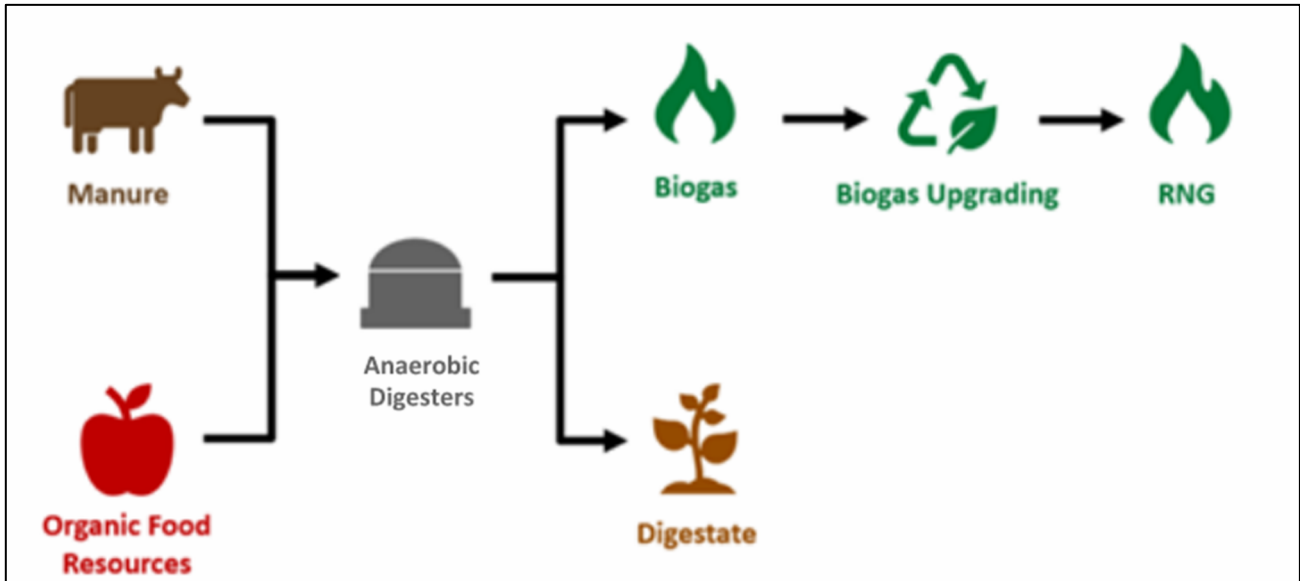 Manure
Biogas
Biogas Upgrading
RNG
Anaerobic
Digesters
Organic Food
Resources
Digestate